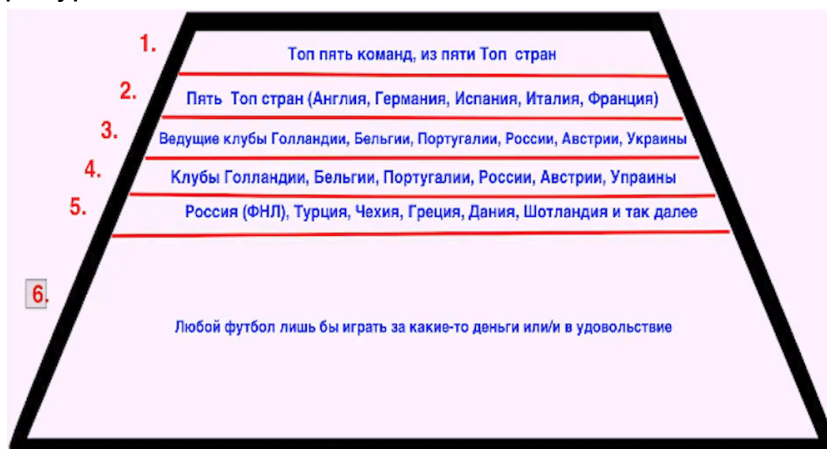 1. Топ пять команд, из пяти Топ стран
2. Пять Топ стран (Англия, Германия, Испания, Италия, Франция)
3. Ведущие клубы Голландии, Бельгии, Португалии, России, Австрии, Украины
4. Клубы Голландии, Бельгии, Португалии, России, Австрии, Упраины
5. Россия (ФНЛ), Турция, Чехия, Греция, Дания, Шотландия и так далее
6. Любой футбол лишь бы играть за какие-то деньги или/и в удовольствие